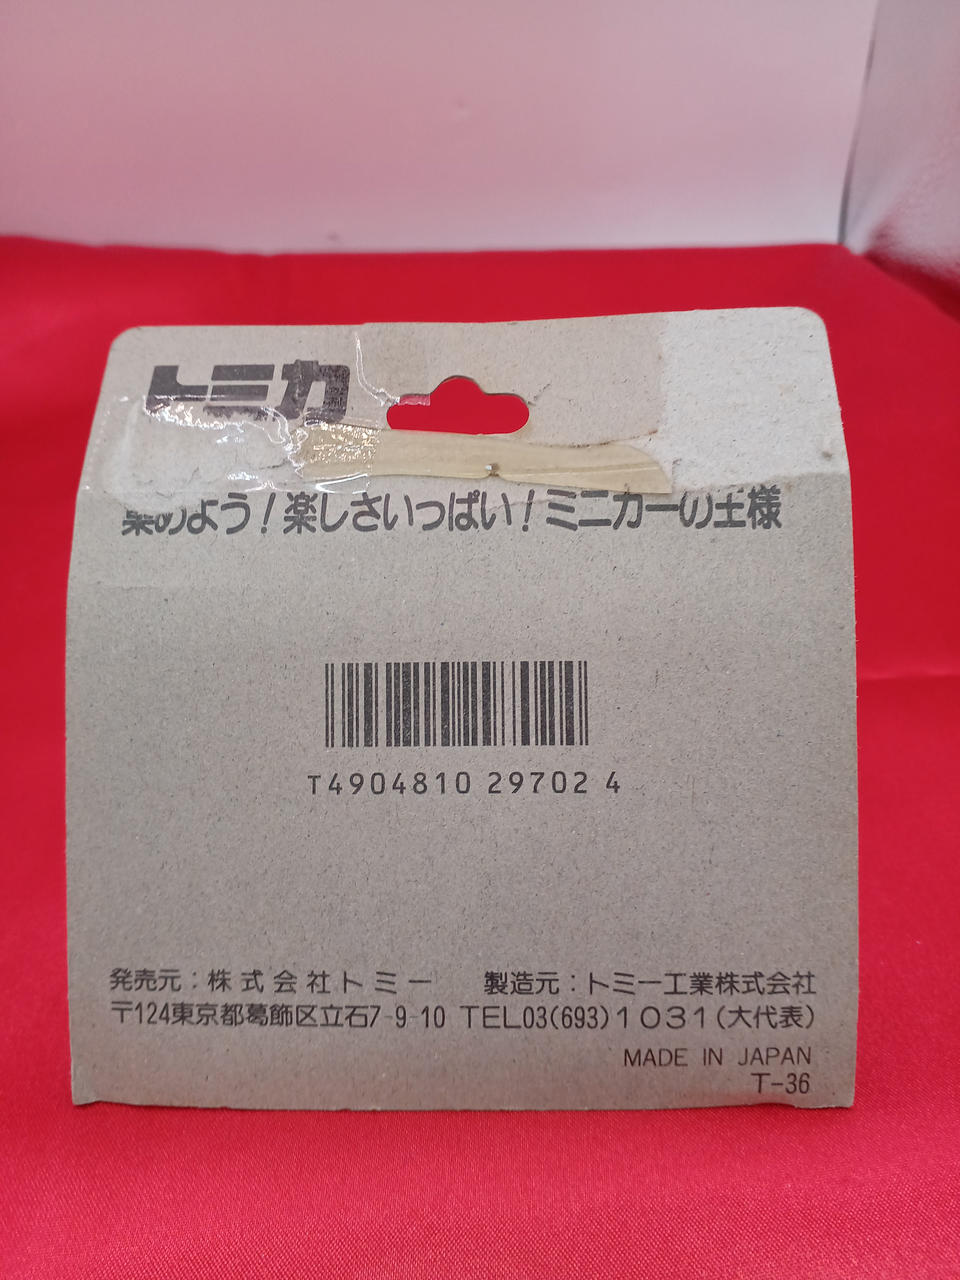 トミカ
集めよう！楽しさいっぱい！ミニカーの王様
T4904810 29702 4
発売元：株式会社トミー 製造元：トミー工業株式会社
〒124東京都葛飾区立石7-9-10 TEL03(693)1031(大代表)
MADE IN JAPAN
T-36